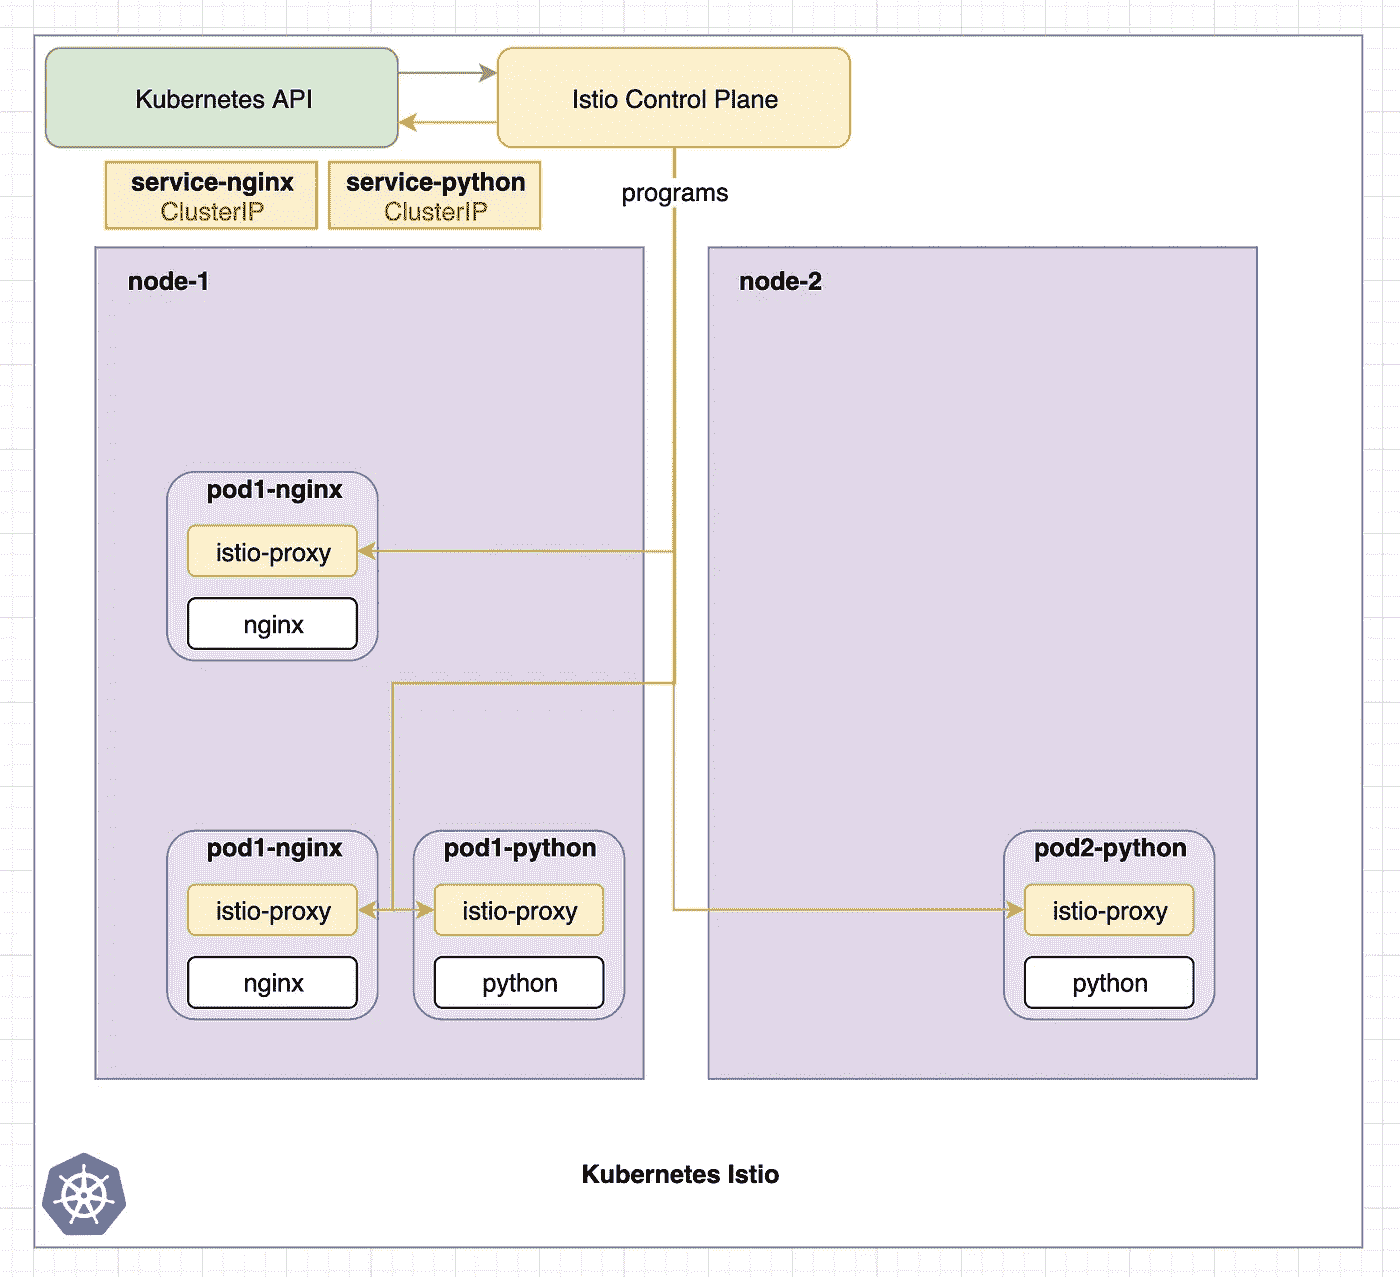 Kubernetes API
Istio Control Plane
service-nginx
ClusterIP
service-python
ClusterIP
programs
node-1
node-2
pod1-nginx
istio-proxy
nginx
pod1-nginx
istio-proxy
nginx
pod1-python
istio-proxy
python
pod2-python
istio-proxy
python
Kubernetes Istio